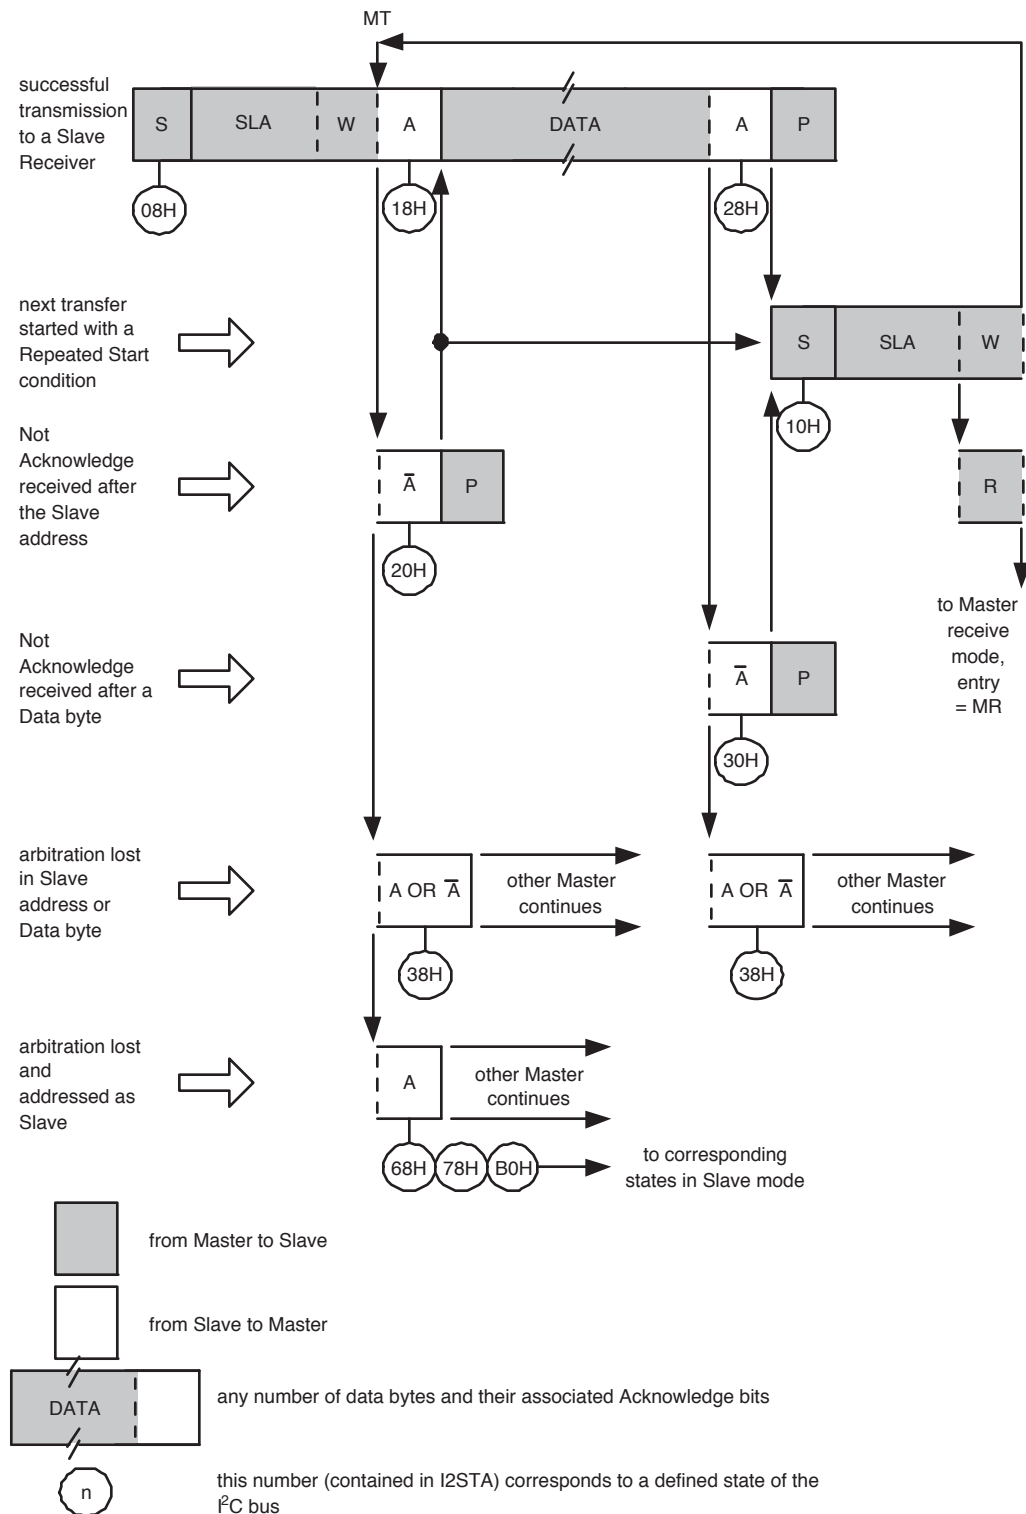 MT
successful
transmission
to a Slave
Receiver
S SLA W A DATA A P
08H 18H 28H
next transfer
started with a
Repeated Start
condition
S SLA W
10H
Not
Acknowledge
received after
the Slave
address
A̅ P
R
20H
to Master
receive
mode,
entry
= MR
Not
Acknowledge
received after a
Data byte
A̅ P
30H
arbitration lost
in Slave
address or
Data byte
A OR A̅
other Master
continues
A OR A̅
other Master
continues
38H 38H
arbitration lost
and
addressed as
Slave
A
other Master
continues
68H 78H B0H
to corresponding
states in Slave mode
from Master to Slave
from Slave to Master
DATA
any number of data bytes and their associated Acknowledge bits
n
this number (contained in I2STA) corresponds to a defined state of the
I²C bus